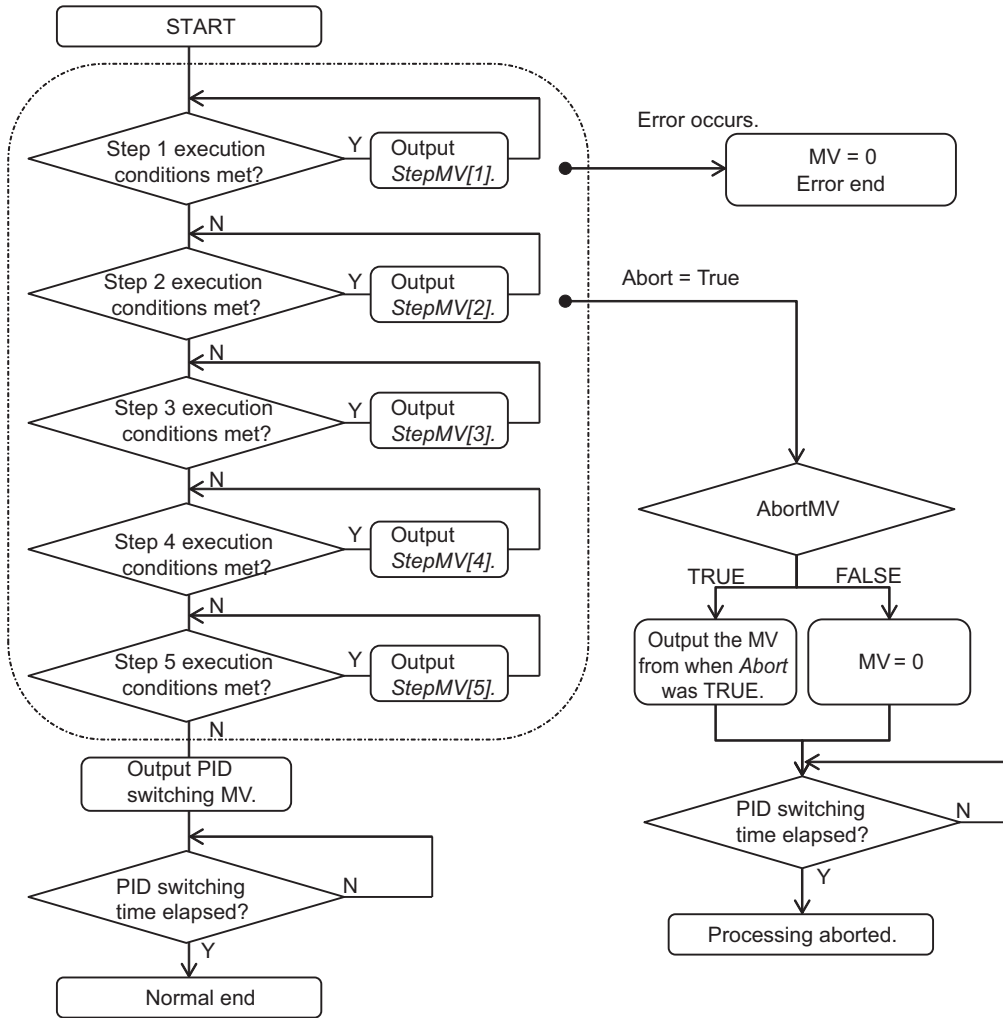 START
Step 1 execution
conditions met?
Y
Output
StepMV[1].
N
Step 2 execution
conditions met?
Y
Output
StepMV[2].
N
Step 3 execution
conditions met?
Y
Output
StepMV[3].
N
Step 4 execution
conditions met?
Y
Output
StepMV[4].
N
Step 5 execution
conditions met?
Y
Output
StepMV[5].
N
Output PID
switching MV.
PID switching
time elapsed?
N
Y
Normal end
Error occurs.
MV = 0
Error end
Abort = True
AbortMV
TRUE
FALSE
Output the MV
from when Abort
was TRUE.
MV = 0
PID switching
time elapsed?
N
Y
Processing aborted.